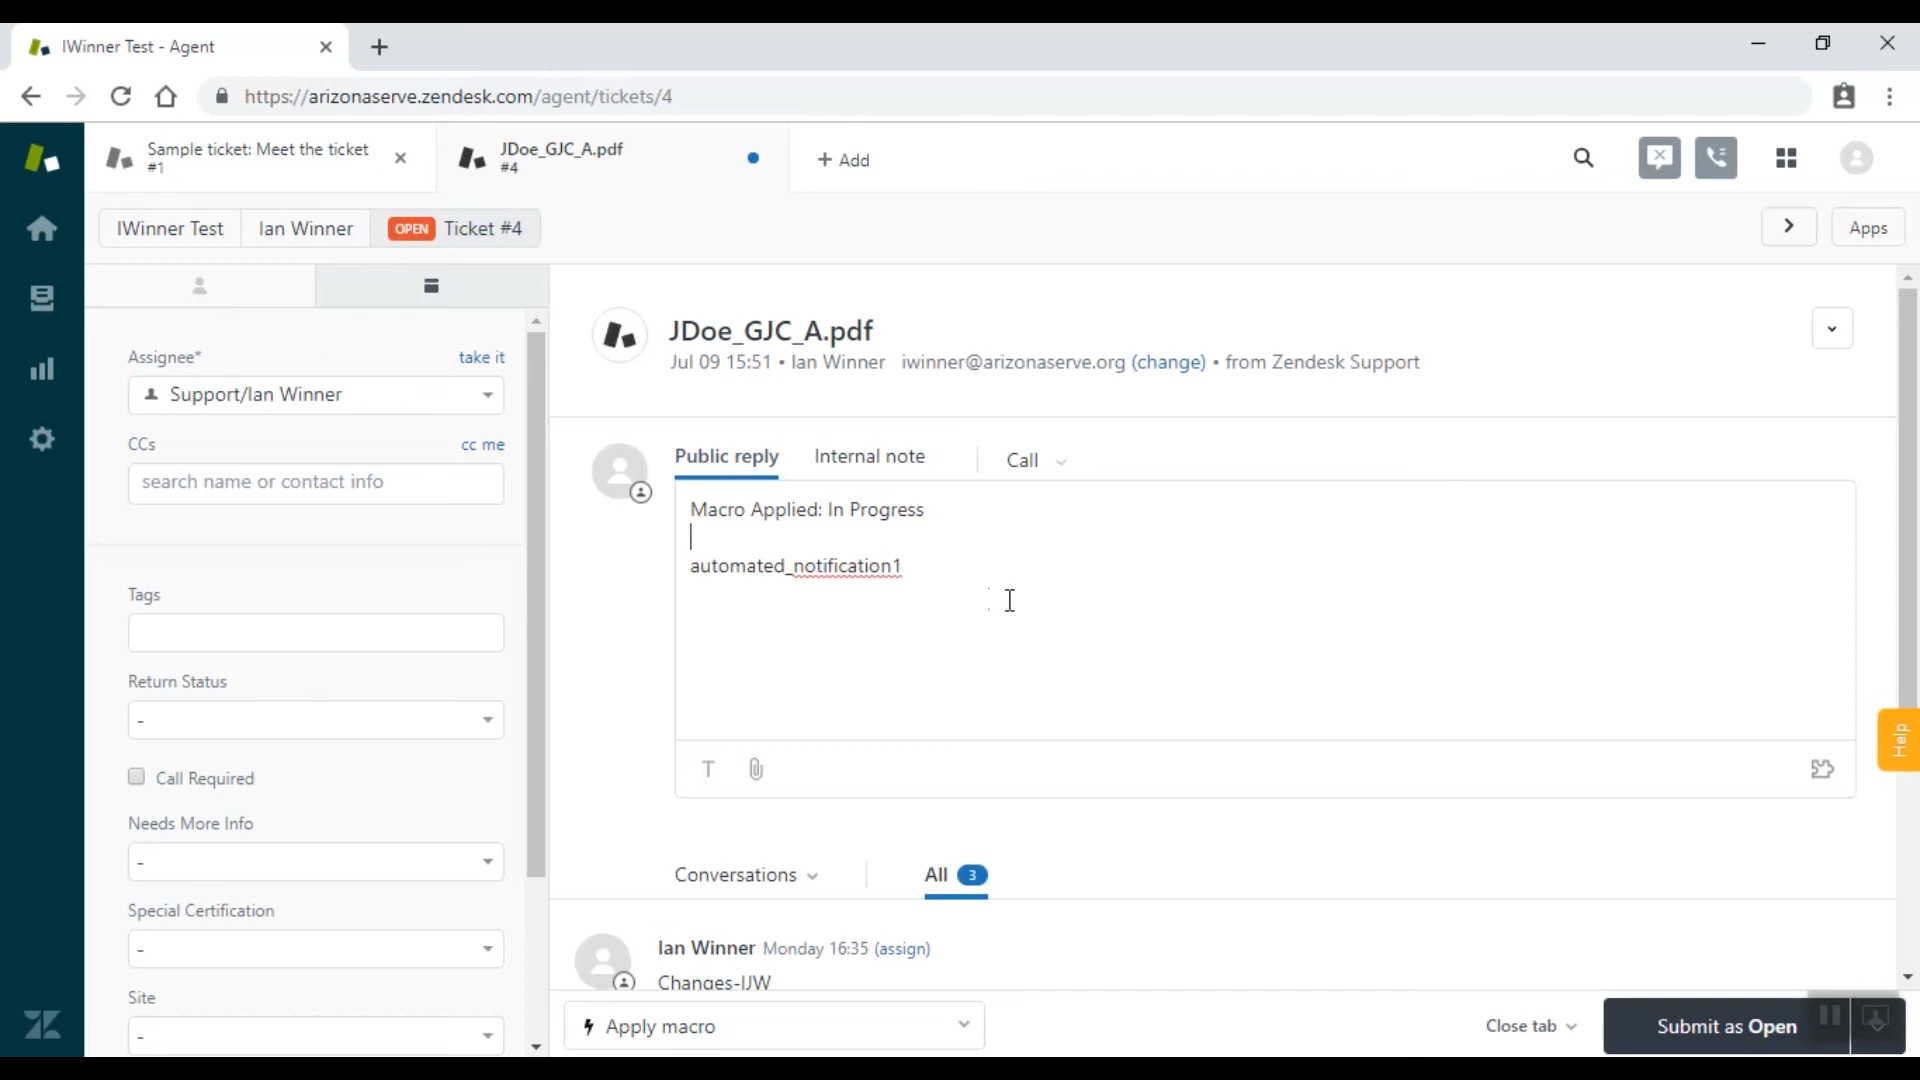 IWinner Test - Agent
https://arizonaserve.zendesk.com/agent/tickets/4
Sample ticket: Meet the ticket
#1
JDoe_GJC_A.pdf
#4
+ Add
IWinner Test
Ian Winner
OPEN Ticket #4
Apps
Assignee*
take it
Support/Ian Winner
CCs
cc me
search name or contact info
Tags
Return Status
-
Call Required
Needs More Info
-
Special Certification
-
Site
-
JDoe_GJC_A.pdf
Jul 09 15:51 • Ian Winner iwinner@arizonaserve.org (change) • from Zendesk Support
Public reply
Internal note
Call
Macro Applied: In Progress
automated_notification1
T
Help
Conversations
All 3
Ian Winner Monday 16:35 (assign)
Changes-IJW
Apply macro
Close tab
Submit as Open